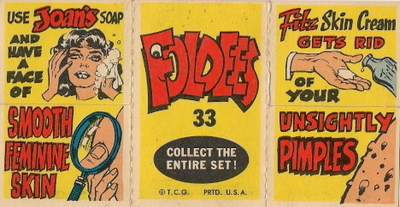 USE Joan's SOAP
AND
HAVE
A
FACE
OF
SMOOTH
FEMININE
SKIN
FOLDEES
33
COLLECT THE
ENTIRE SET!
© T.C.G. PRTD. U.S.A.
Fitz Skin Cream
GETS RID
OF
YOUR
UNSIGHTLY
PIMPLES